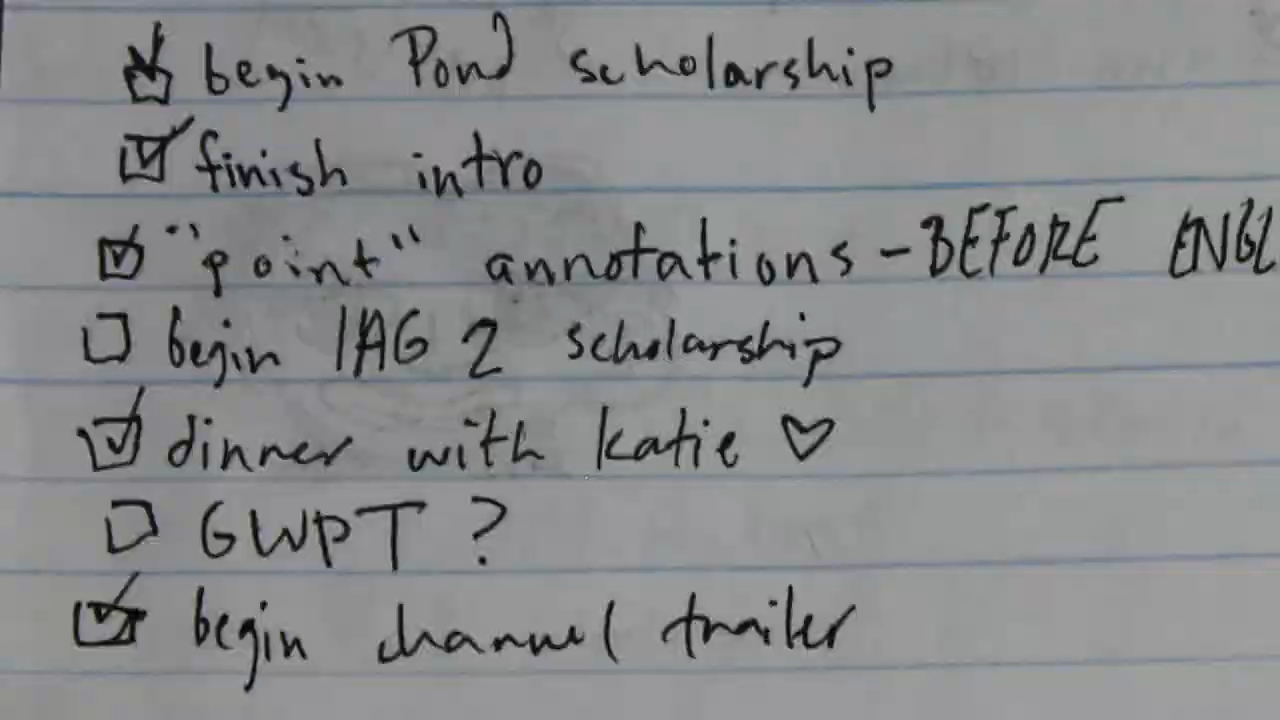 begin Pond scholarship
finish intro
"point" annotations - BEFORE ENGL
begin IAG 2 scholarship
dinner with Katie ♡
GWPT ?
begin channel trailer